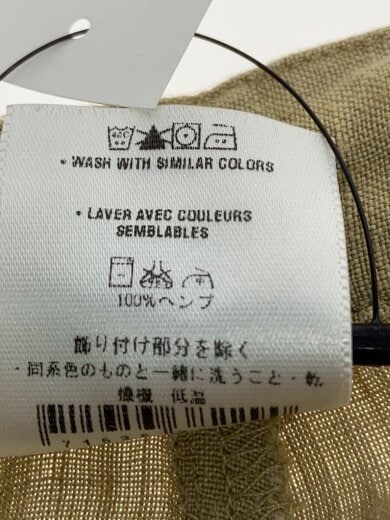 • WASH WITH SIMILAR COLORS
• LAVER AVEC COULEURS
SEMBLABLES
100%ヘンプ
飾り付け部分を除く
・同系色のものと一緒に洗うこと・乾
燥機 低温